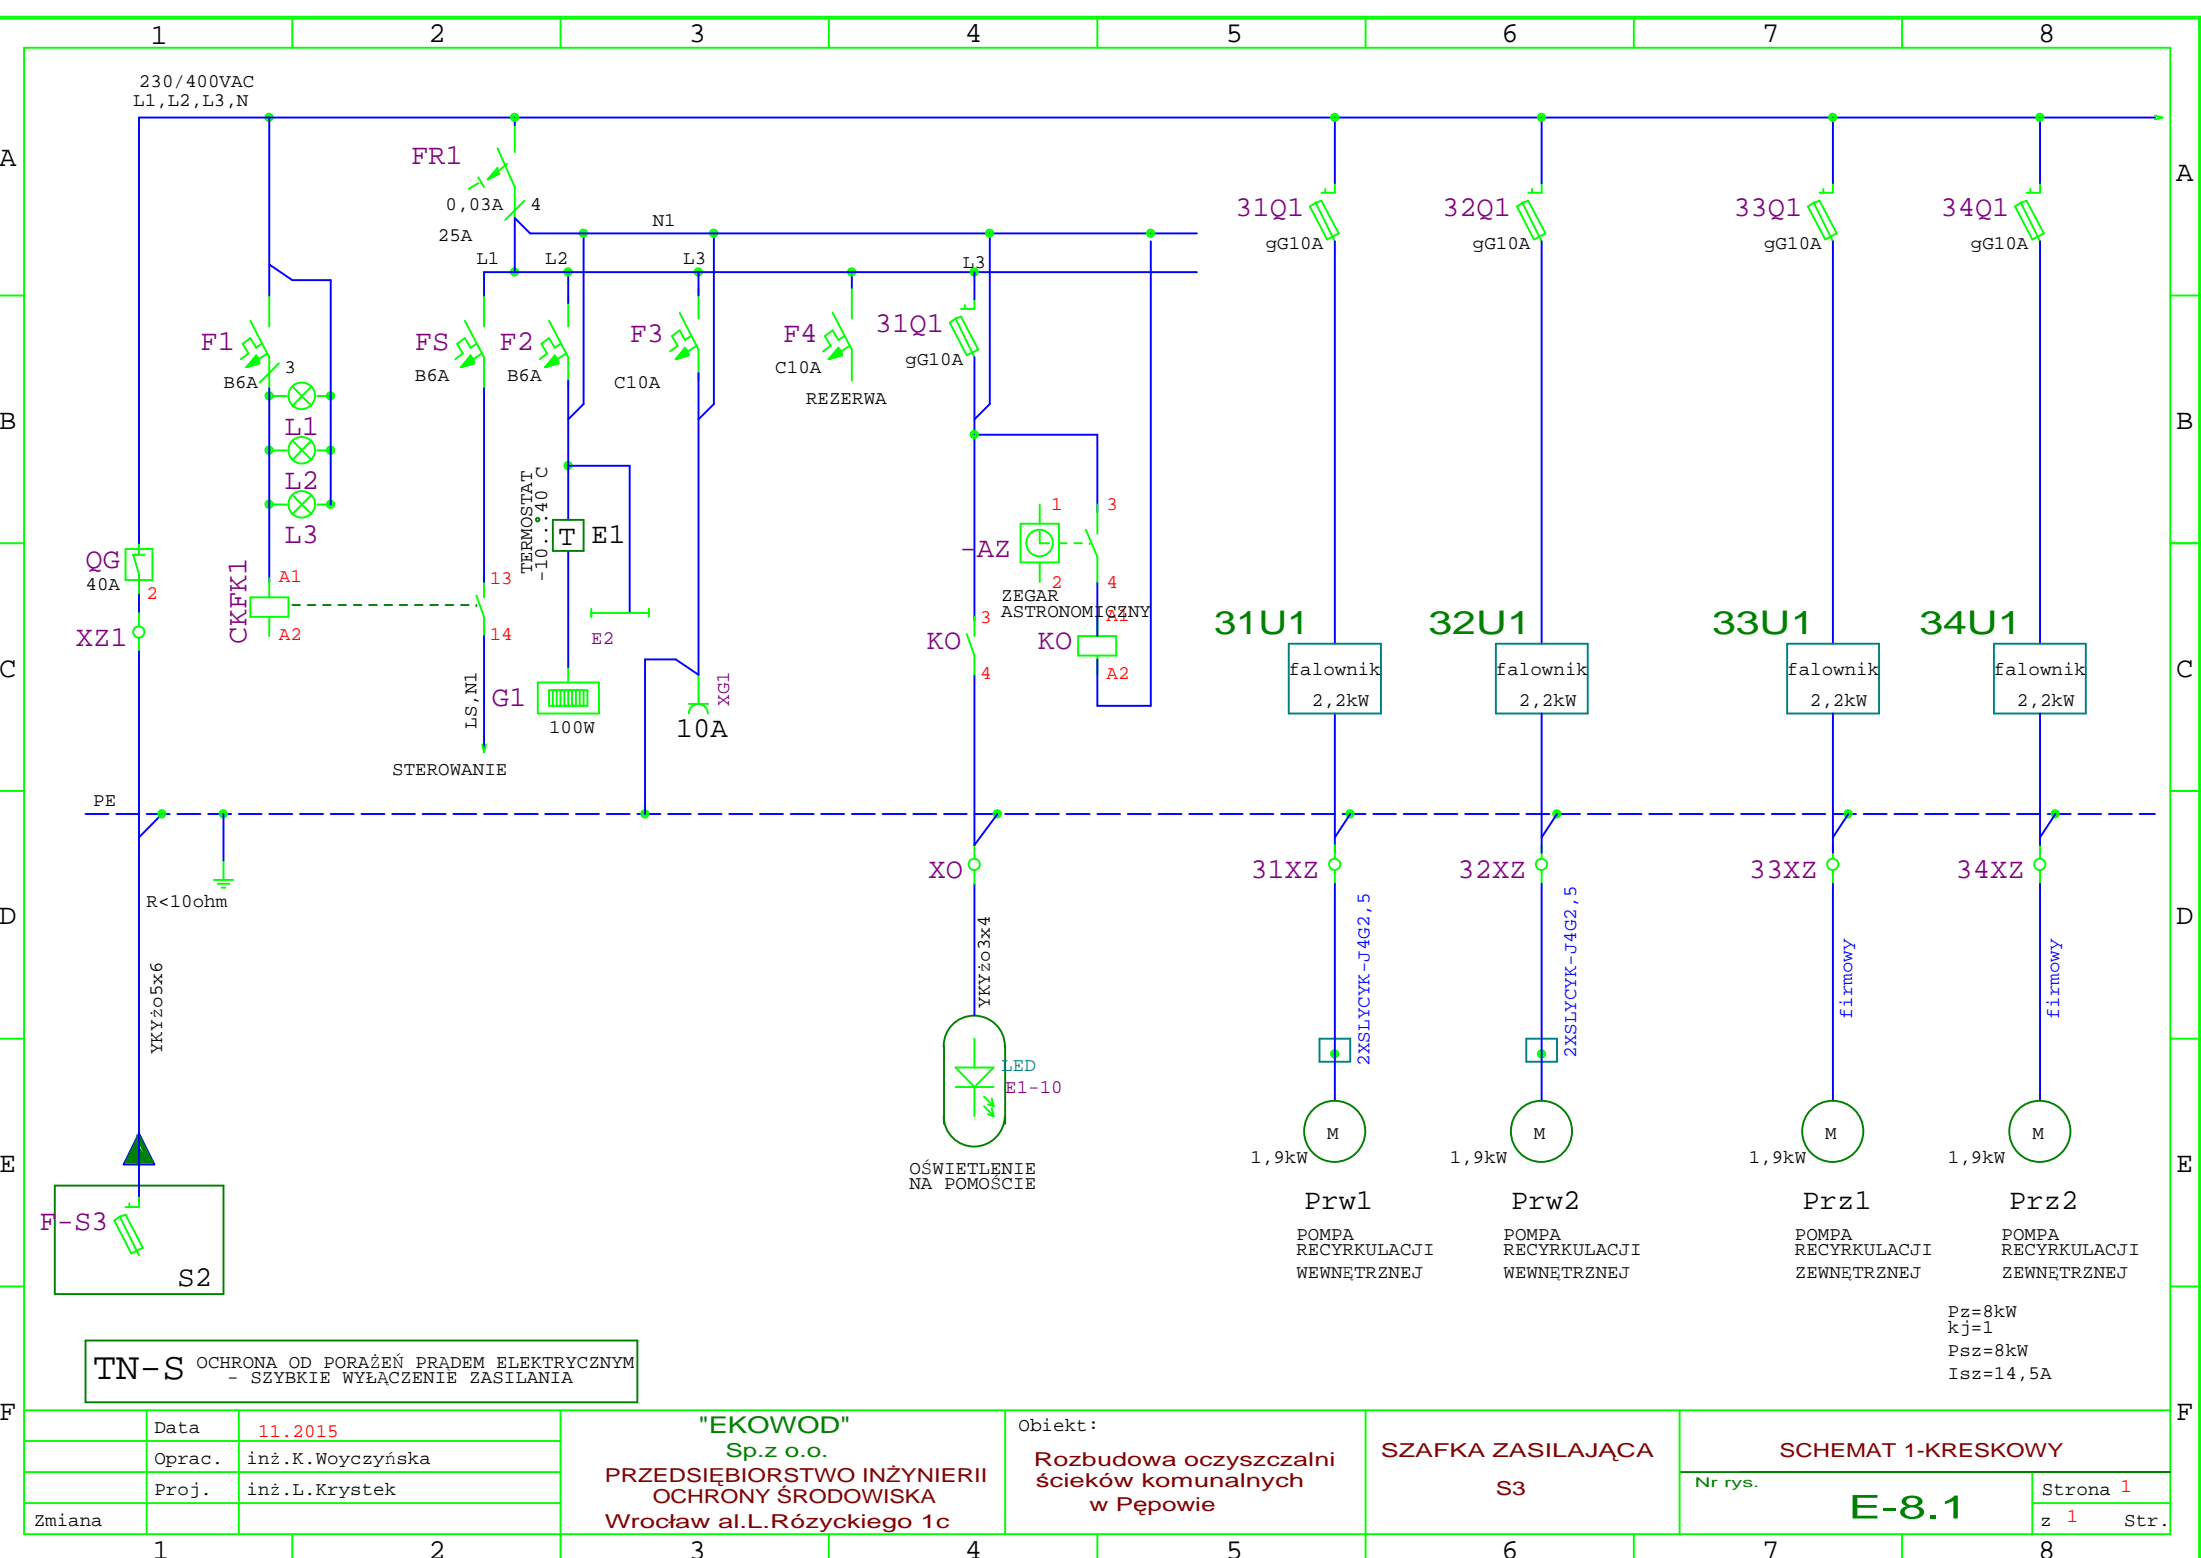 1 2 3 4 5 6 7 8
230/400VAC
L1,L2,L3,N
A
A
FR1
0,03A
4
25A
N1
L1
L2
L3
L3
31Q1
gG10A
32Q1
gG10A
33Q1
gG10A
34Q1
gG10A
F1
B6A
3
FS
B6A
F2
B6A
F3
C10A
F4
C10A
REZERWA
31Q1
gG10A
B
B
L1
L2
L3
TERMOSTAT
-10...+40°C
T
E1
1
3
-AZ
2
4
ZEGAR
ASTRONOMICZNY
QG
40A
2
XZ1
CKFK1
A1
A2
13
14
E2
KO
3
4
KO
A1
A2
C
C
LS,N1
G1
100W
XG1
10A
STEROWANIE
31U1
falownik
2,2kW
32U1
falownik
2,2kW
33U1
falownik
2,2kW
34U1
falownik
2,2kW
PE
R<10ohm
XO
31XZ
32XZ
33XZ
34XZ
D
D
YKYżo5x6
YKYżo3x4
2XSLYCYK-J4G2,5
2XSLYCYK-J4G2,5
firmowy
firmowy
LED
E1-10
OŚWIETLENIE
NA POMOŚCIE
E
E
M
1,9kW
Prw1
POMPA
RECYRKULACJI
WEWNĘTRZNEJ
M
1,9kW
Prw2
POMPA
RECYRKULACJI
WEWNĘTRZNEJ
M
1,9kW
Prz1
POMPA
RECYRKULACJI
ZEWNĘTRZNEJ
M
1,9kW
Prz2
POMPA
RECYRKULACJI
ZEWNĘTRZNEJ
F-S3
S2
Pz=8kW
kj=1
Psz=8kW
Isz=14,5A
TN-S OCHRONA OD PORAŻEŃ PRĄDEM ELEKTRYCZNYM
- SZYBKIE WYŁĄCZENIE ZASILANIA
F
F
Data 11.2015
Oprac. inż.K.Woyczyńska
Proj. inż.L.Krystek
Zmiana
"EKOWOD"
Sp.z o.o.
PRZEDSIĘBIORSTWO INŻYNIERII
OCHRONY ŚRODOWISKA
Wrocław al.L.Różyckiego 1c
Obiekt:
Rozbudowa oczyszczalni
ścieków komunalnych
w Pępowie
SZAFKA ZASILAJĄCA
S3
SCHEMAT 1-KRESKOWY
Nr rys.
E-8.1
Strona 1
z 1 Str.
1 2 3 4 5 6 7 8